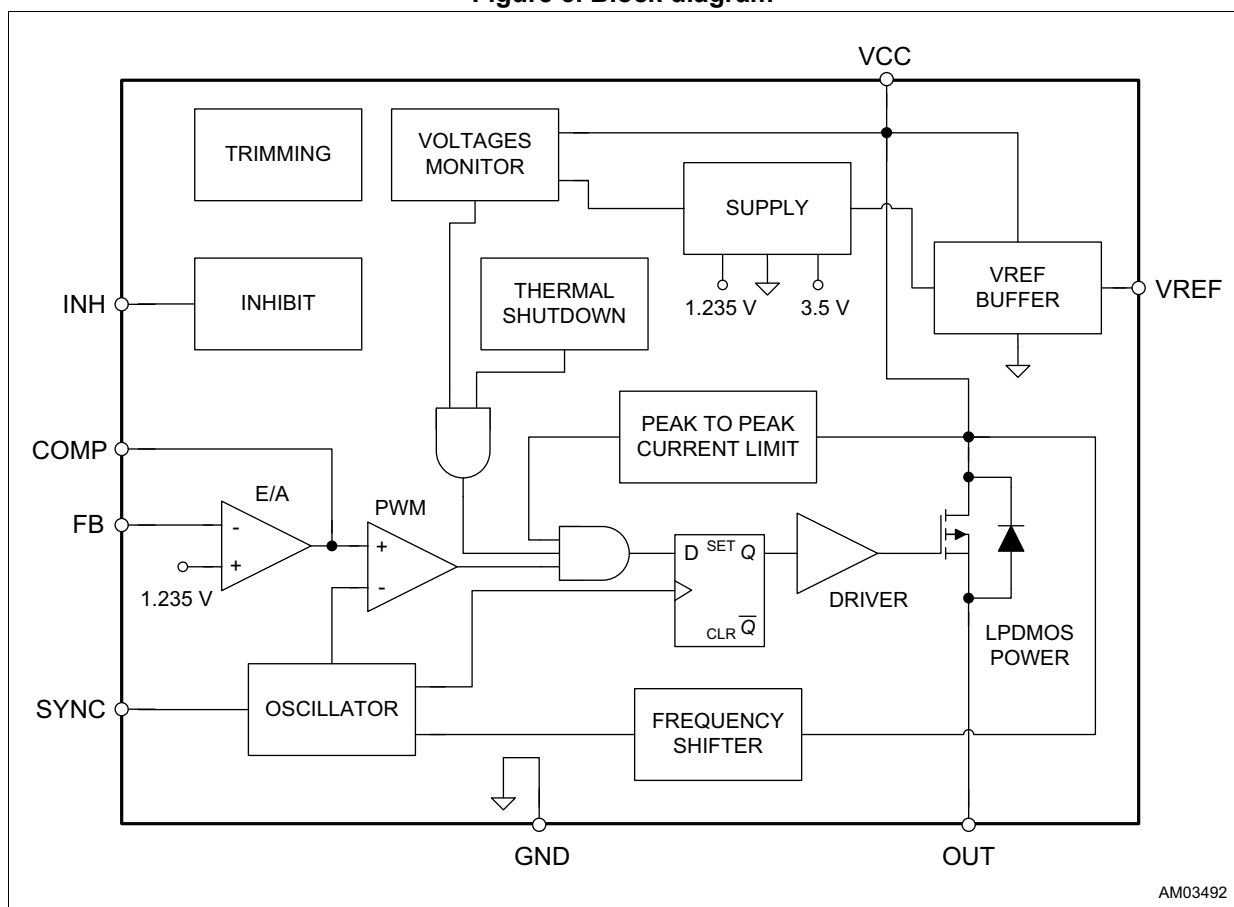 Figure 3. Block diagram
VCC
TRIMMING
VOLTAGES
MONITOR
SUPPLY
1.235 V
3.5 V
VREF
BUFFER
VREF
INH
INHIBIT
THERMAL
SHUTDOWN
PEAK TO PEAK
CURRENT LIMIT
COMP
E/A
FB
-
+
1.235 V
PWM
+
-
D
SET
Q
CLR
Q̅
DRIVER
LPDMOS
POWER
SYNC
OSCILLATOR
FREQUENCY
SHIFTER
GND
OUT
AM03492